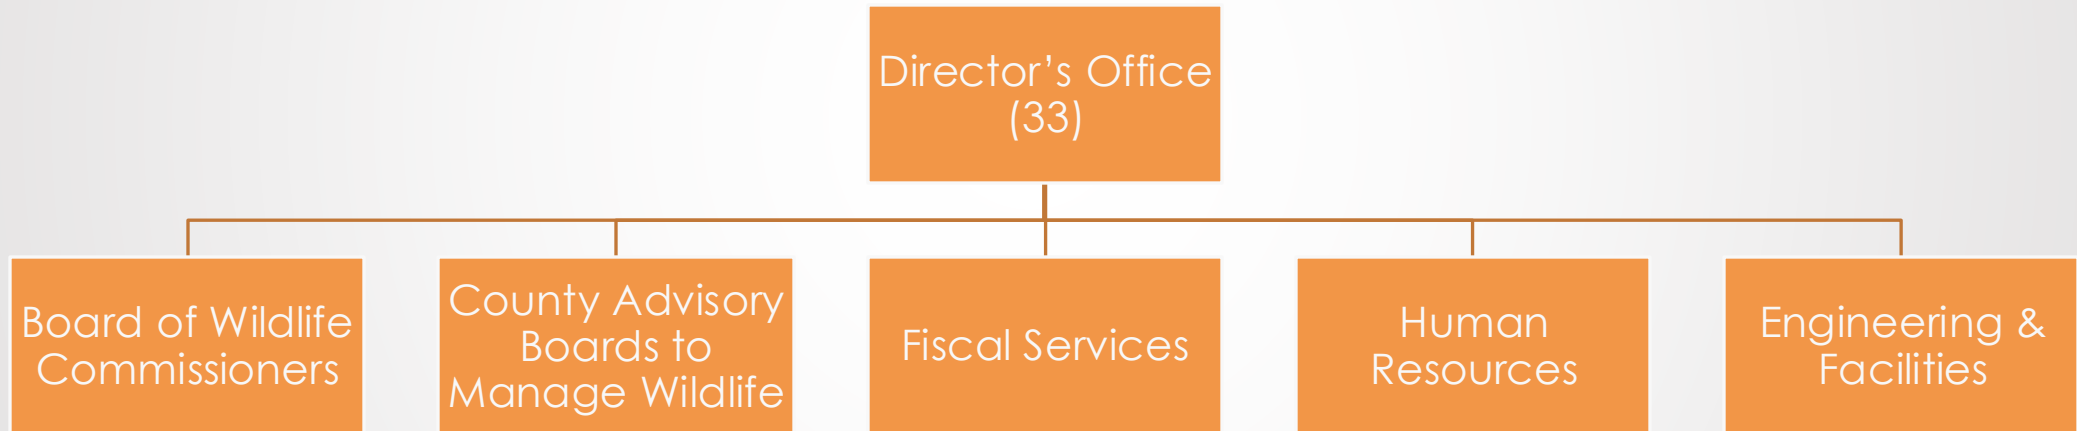 Director’s Office
(33)
Board of Wildlife
Commissioners
County Advisory
Boards to
Manage Wildlife
Fiscal Services
Human
Resources
Engineering &
Facilities